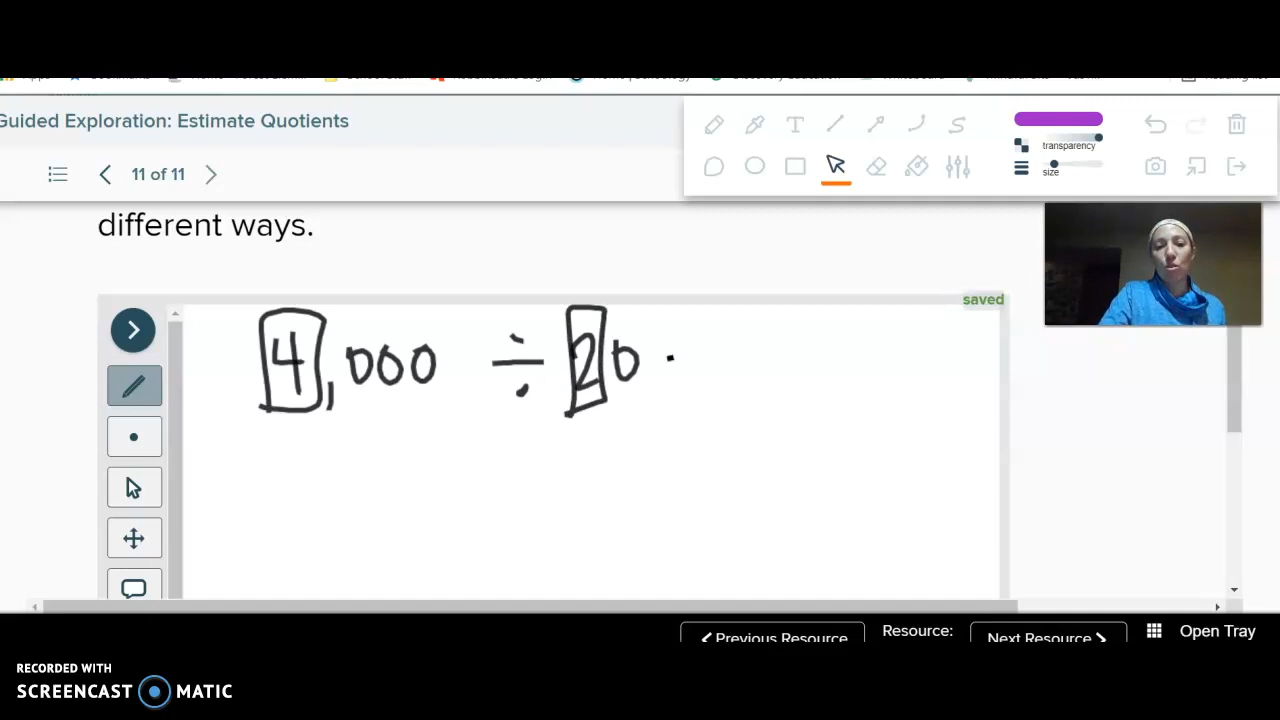 Guided Exploration: Estimate Quotients
11 of 11
T
transparency
size
different ways.
saved
4,000 ÷ 20
Previous Resource
Resource:
Next Resource
Open Tray
RECORDED WITH
SCREENCAST MATIC